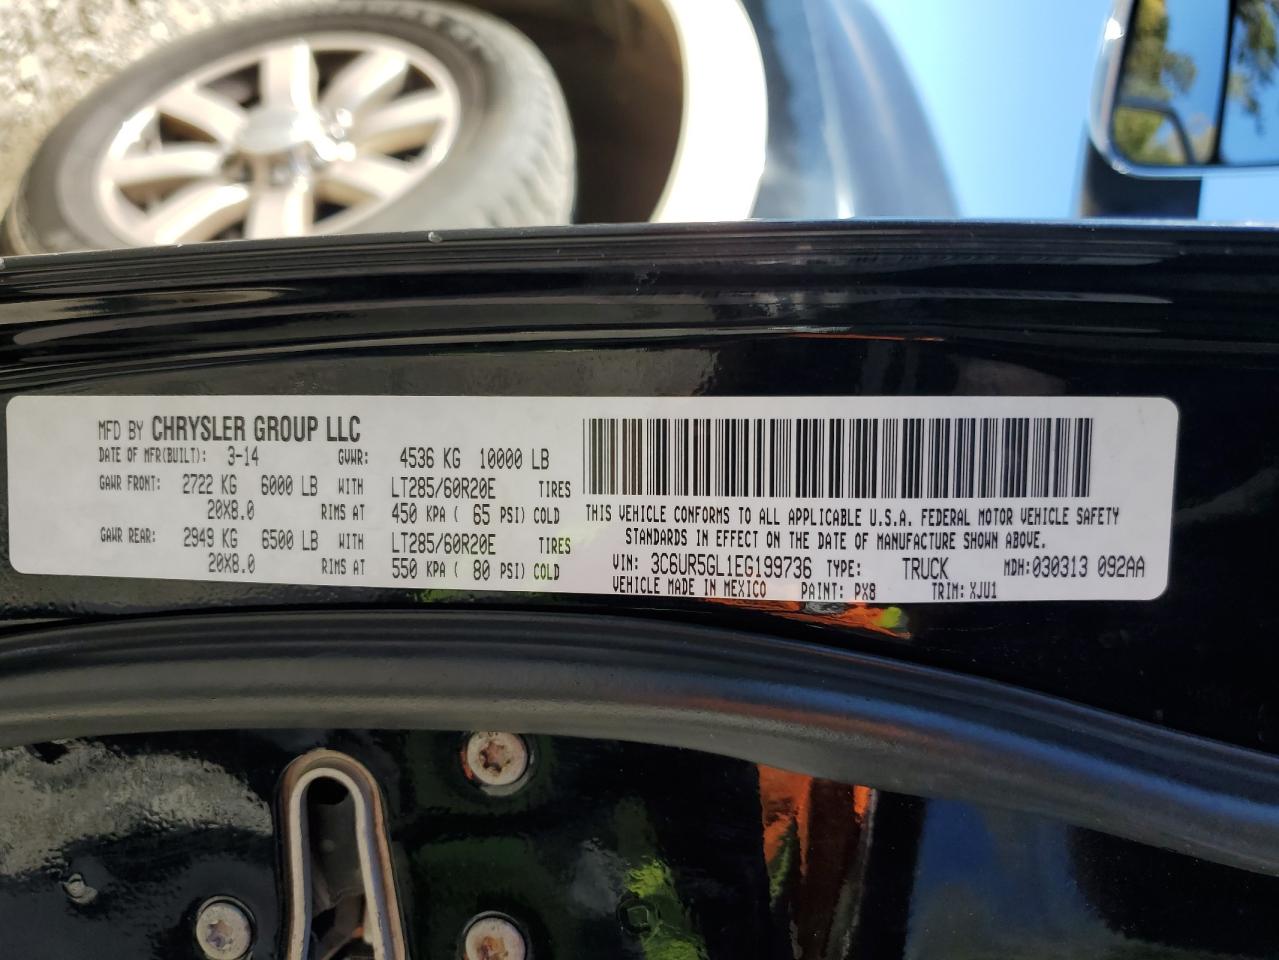 MFD BY CHRYSLER GROUP LLC
DATE OF MFR(BUILT): 3-14 GVWR: 4536 KG 10000 LB
GAWR FRONT: 2722 KG 6000 LB WITH LT285/60R20E TIRES
20X8.0 RIMS AT 450 KPA ( 65 PSI) COLD
GAWR REAR: 2949 KG 6500 LB WITH LT285/60R20E TIRES
20X8.0 RIMS AT 550 KPA ( 80 PSI) COLD
THIS VEHICLE CONFORMS TO ALL APPLICABLE U.S.A. FEDERAL MOTOR VEHICLE SAFETY
STANDARDS IN EFFECT ON THE DATE OF MANUFACTURE SHOWN ABOVE.
VIN: 3C6UR5GL1EG199736 TYPE: TRUCK MDH:030313 092AA
VEHICLE MADE IN MEXICO PAINT: PX8 TRIM: XJU1